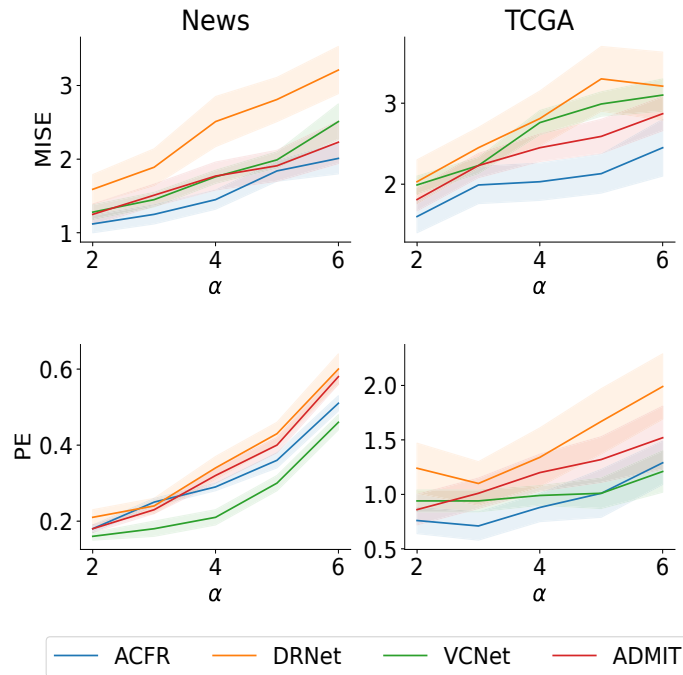 News TCGA
MISE
3
2
1
2 4 6
α
3
2
2 4 6
α
PE
0.6
0.4
0.2
2 4 6
α
2.0
1.5
1.0
0.5
2 4 6
α
ACFR DRNet VCNet ADMIT